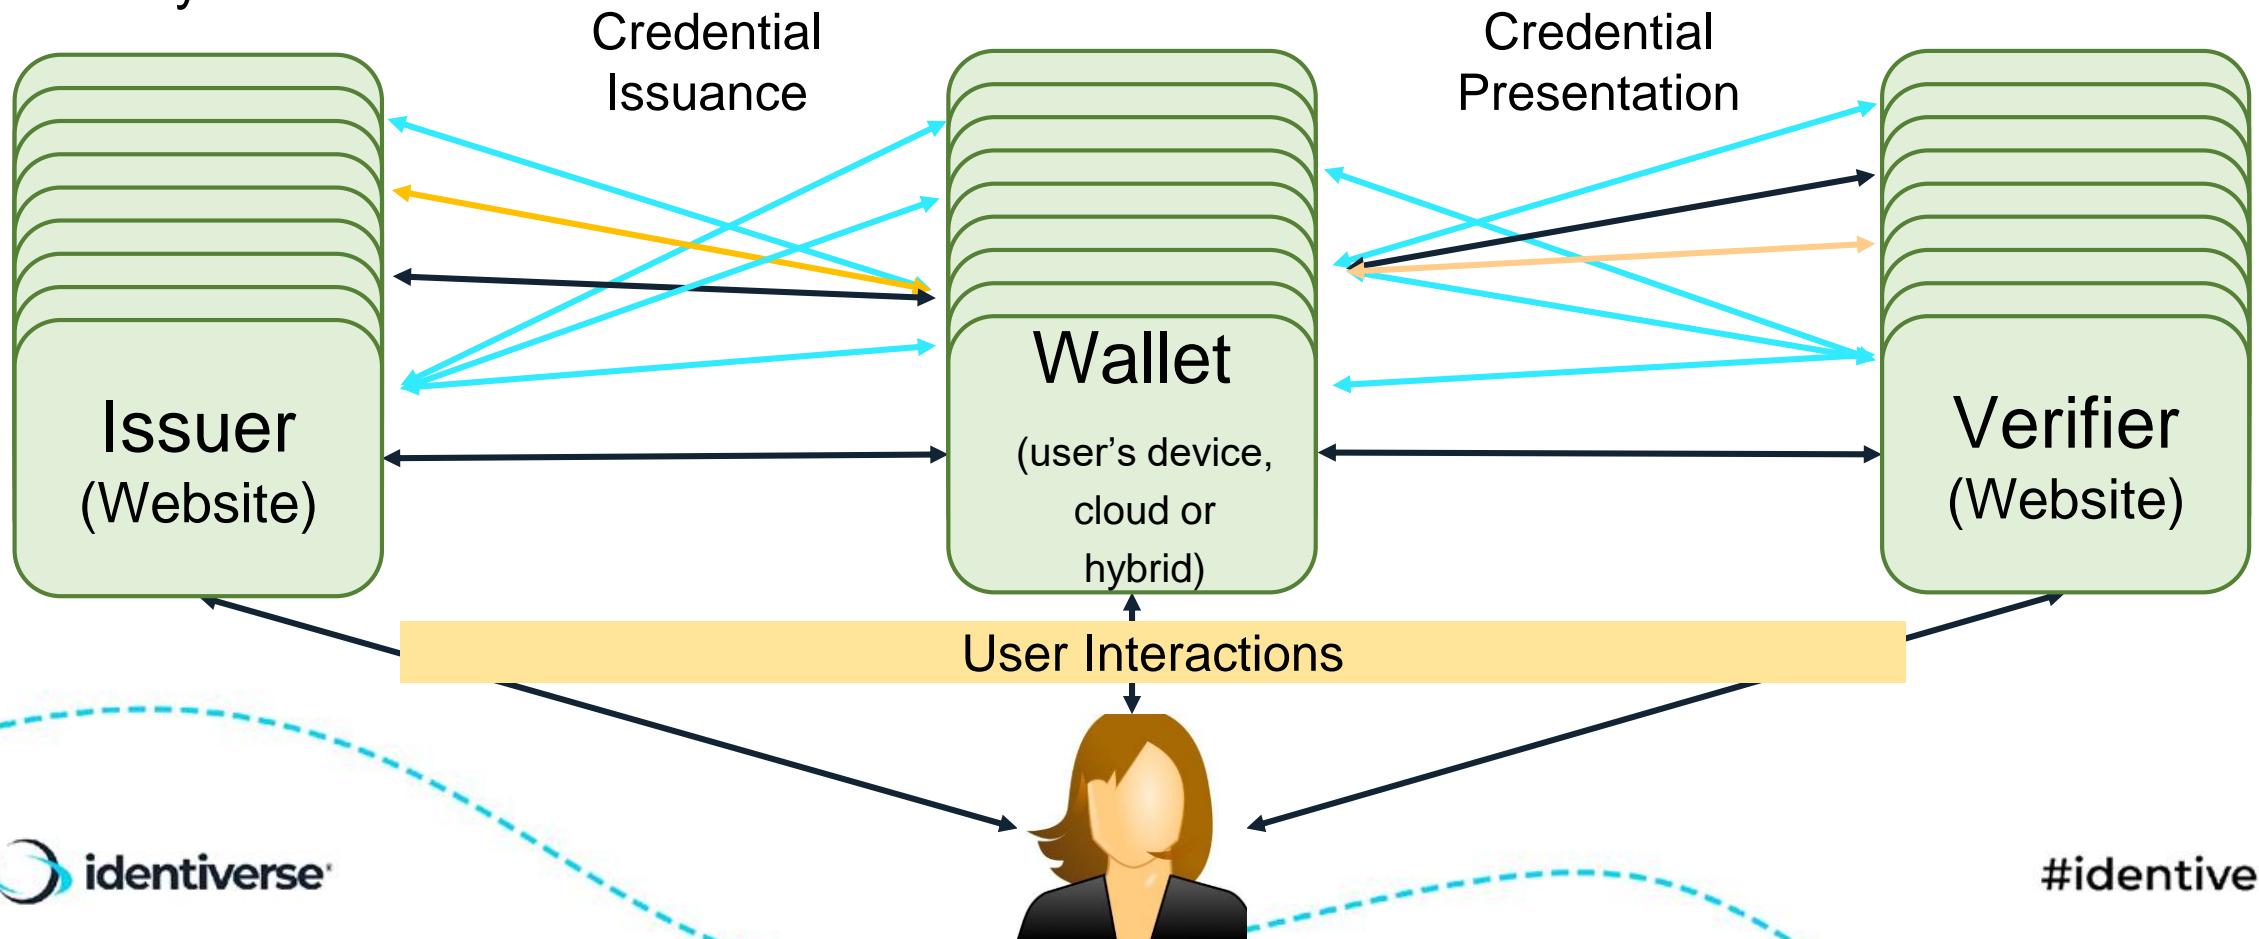 Credential
Issuance
Credential
Presentation
Issuer
(Website)
Wallet
(user's device,
cloud or
hybrid)
Verifier
(Website)
User Interactions
identiverse
#identive